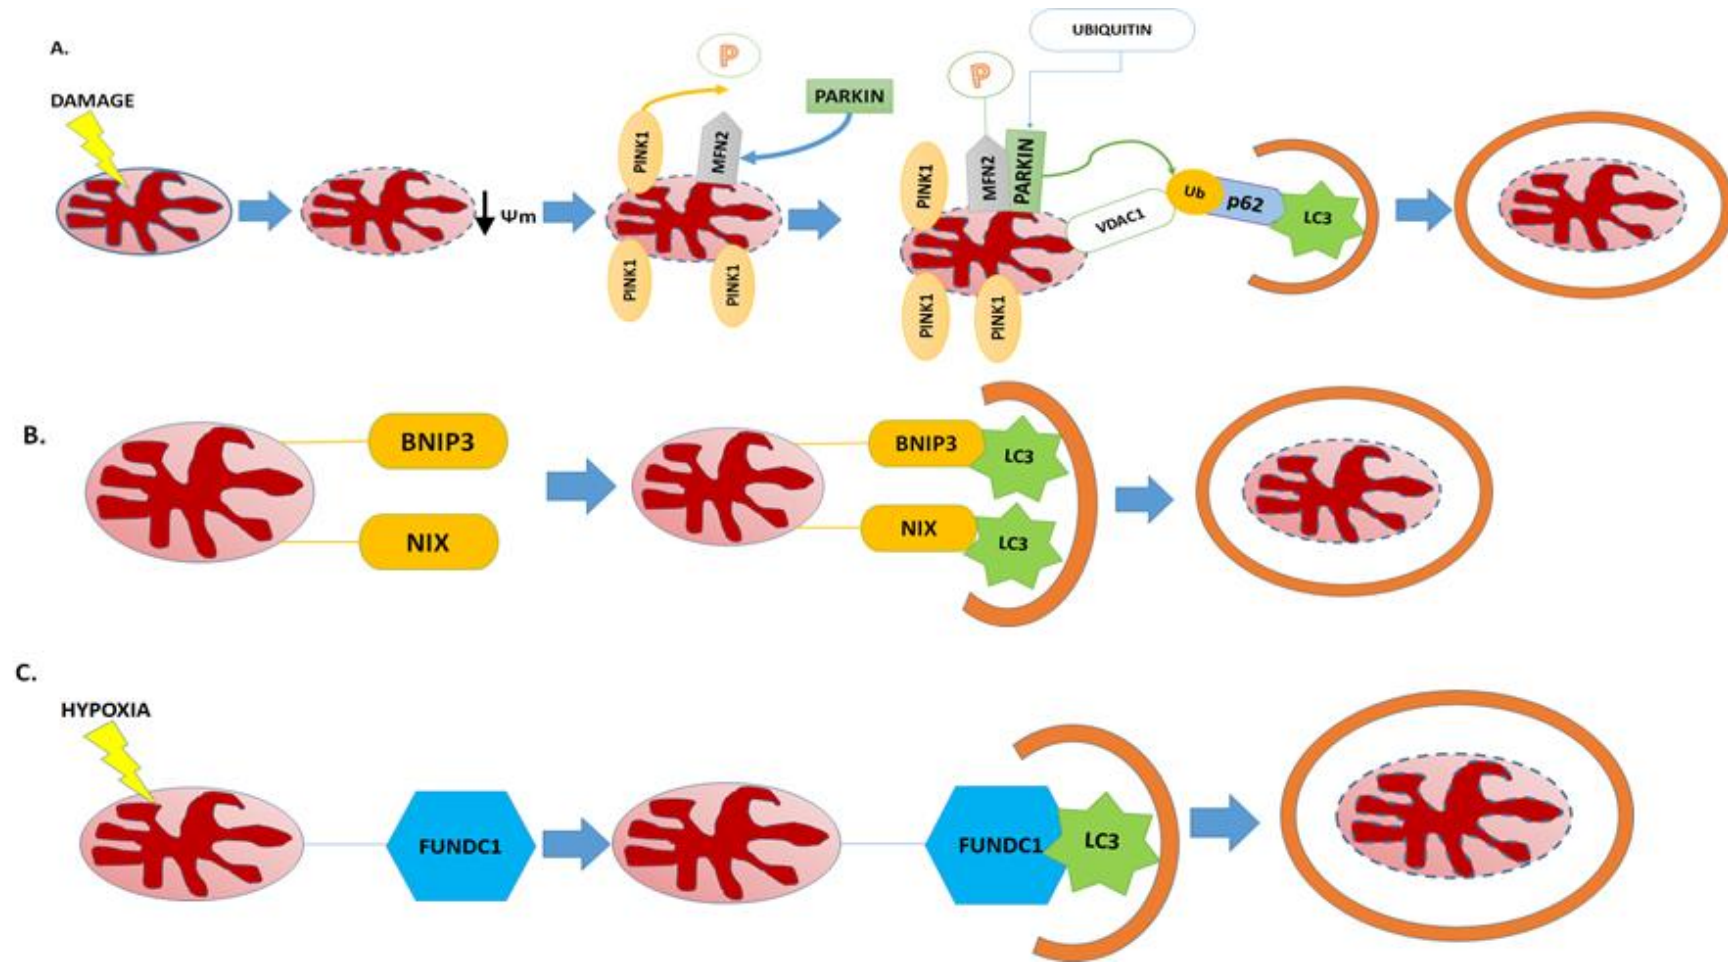 A.
DAMAGE
Ψm
P
PINK1
MFN2
PARKIN
PINK1
PINK1
UBIQUITIN
P
PINK1
MFN2
PARKIN
VDAC1
Ub
p62
LC3
PINK1
PINK1
B.
BNIP3
NIX
BNIP3
LC3
NIX
LC3
C.
HYPOXIA
FUNDC1
FUNDC1
LC3